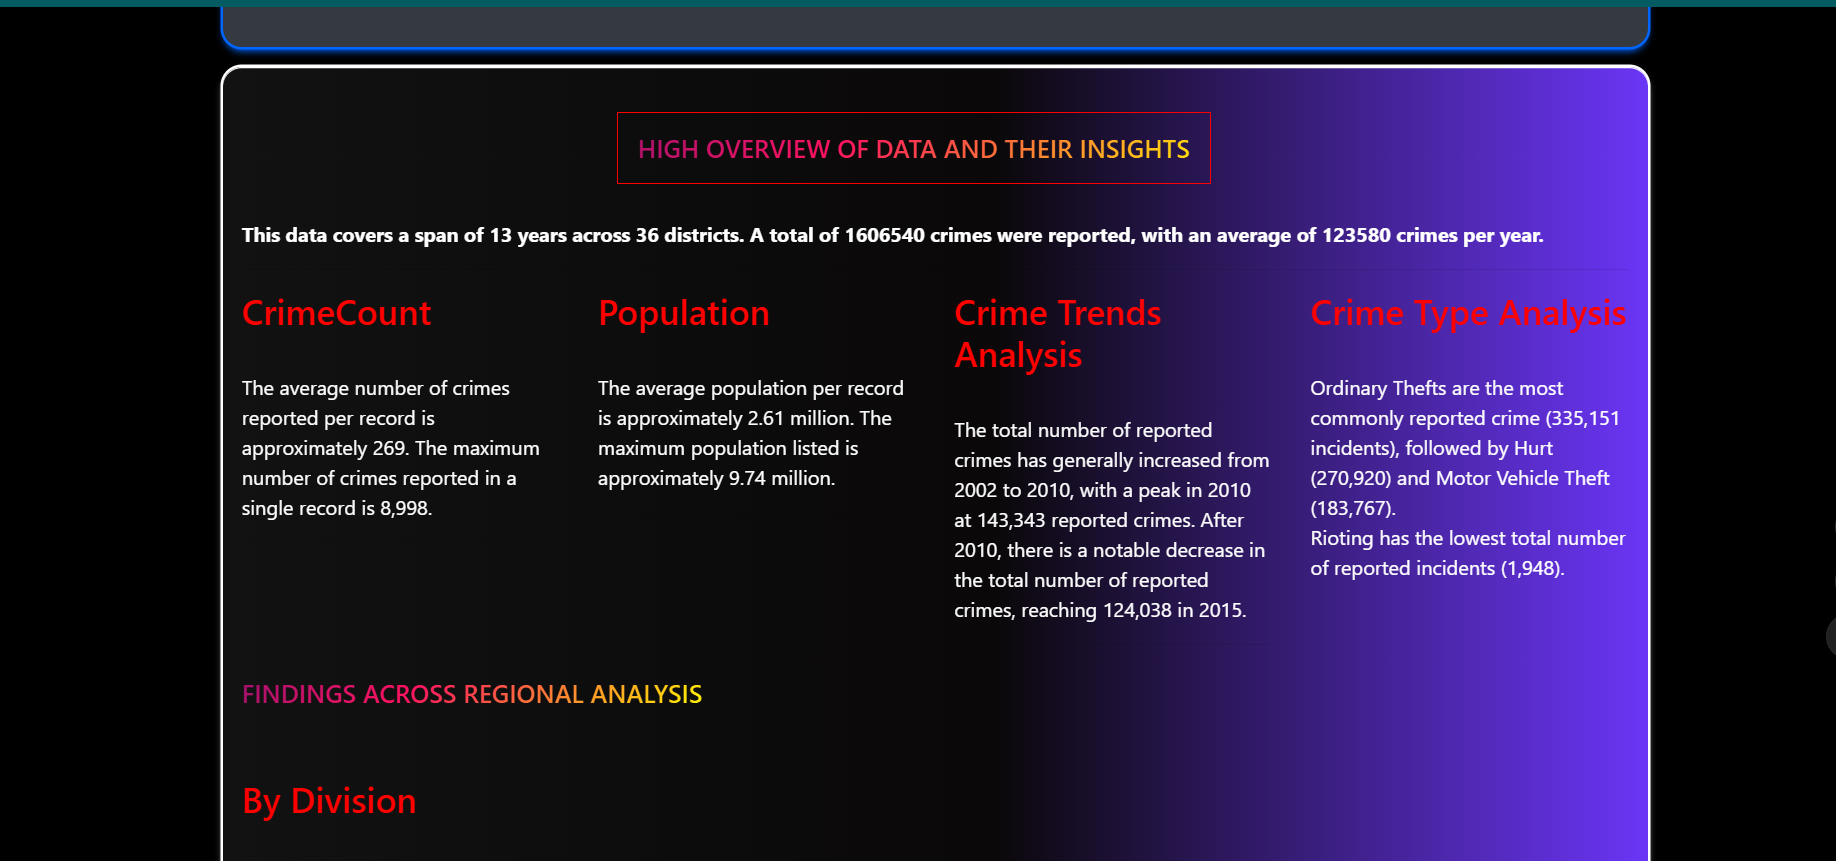 HIGH OVERVIEW OF DATA AND THEIR INSIGHTS
This data covers a span of 13 years across 36 districts. A total of 1606540 crimes were reported, with an average of 123580 crimes per year.
CrimeCount
The average number of crimes
reported per record is
approximately 269. The maximum
number of crimes reported in a
single record is 8,998.
Population
The average population per record
is approximately 2.61 million. The
maximum population listed is
approximately 9.74 million.
Crime Trends
Analysis
The total number of reported
crimes has generally increased from
2002 to 2010, with a peak in 2010
at 143,343 reported crimes. After
2010, there is a notable decrease in
the total number of reported
crimes, reaching 124,038 in 2015.
Crime Type Analysis
Ordinary Thefts are the most
commonly reported crime (335,151
incidents), followed by Hurt
(270,920) and Motor Vehicle Theft
(183,767).
Rioting has the lowest total number
of reported incidents (1,948).
FINDINGS ACROSS REGIONAL ANALYSIS
By Division